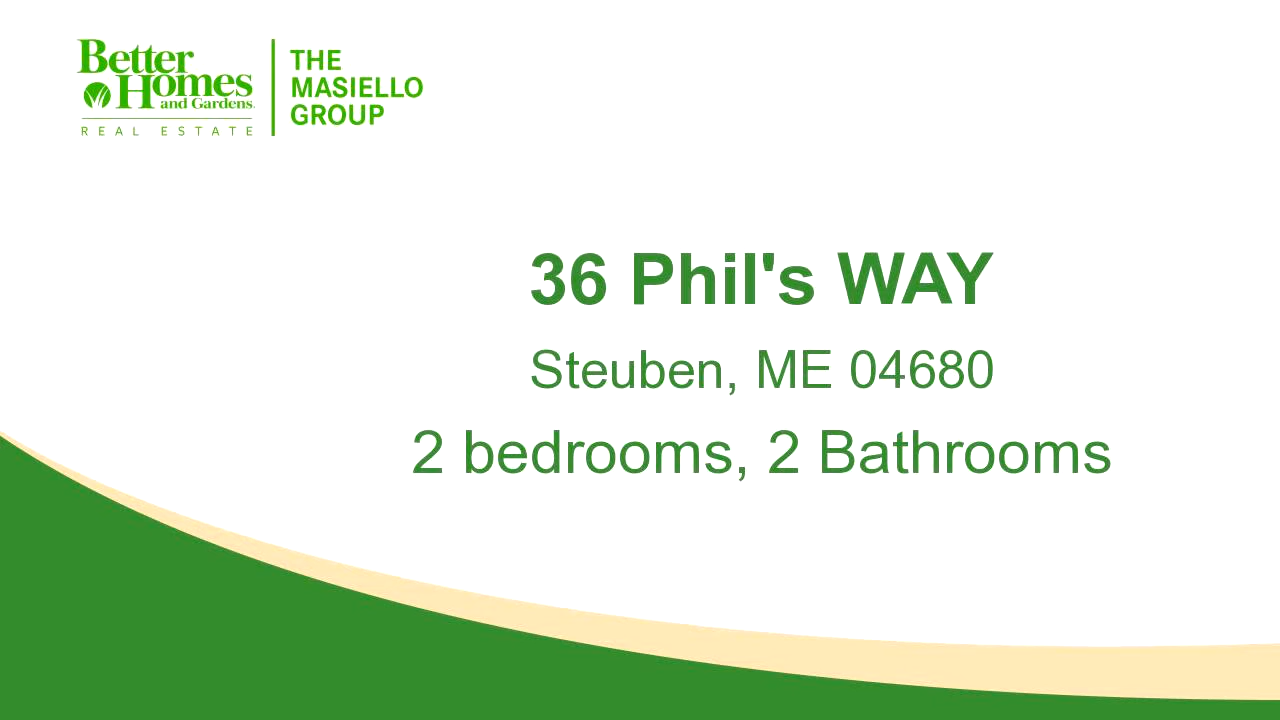 Better
Homes
and Gardens.
REAL ESTATE
THE
MASIELLO
GROUP
36 Phil's WAY
Steuben, ME 04680
2 bedrooms, 2 Bathrooms